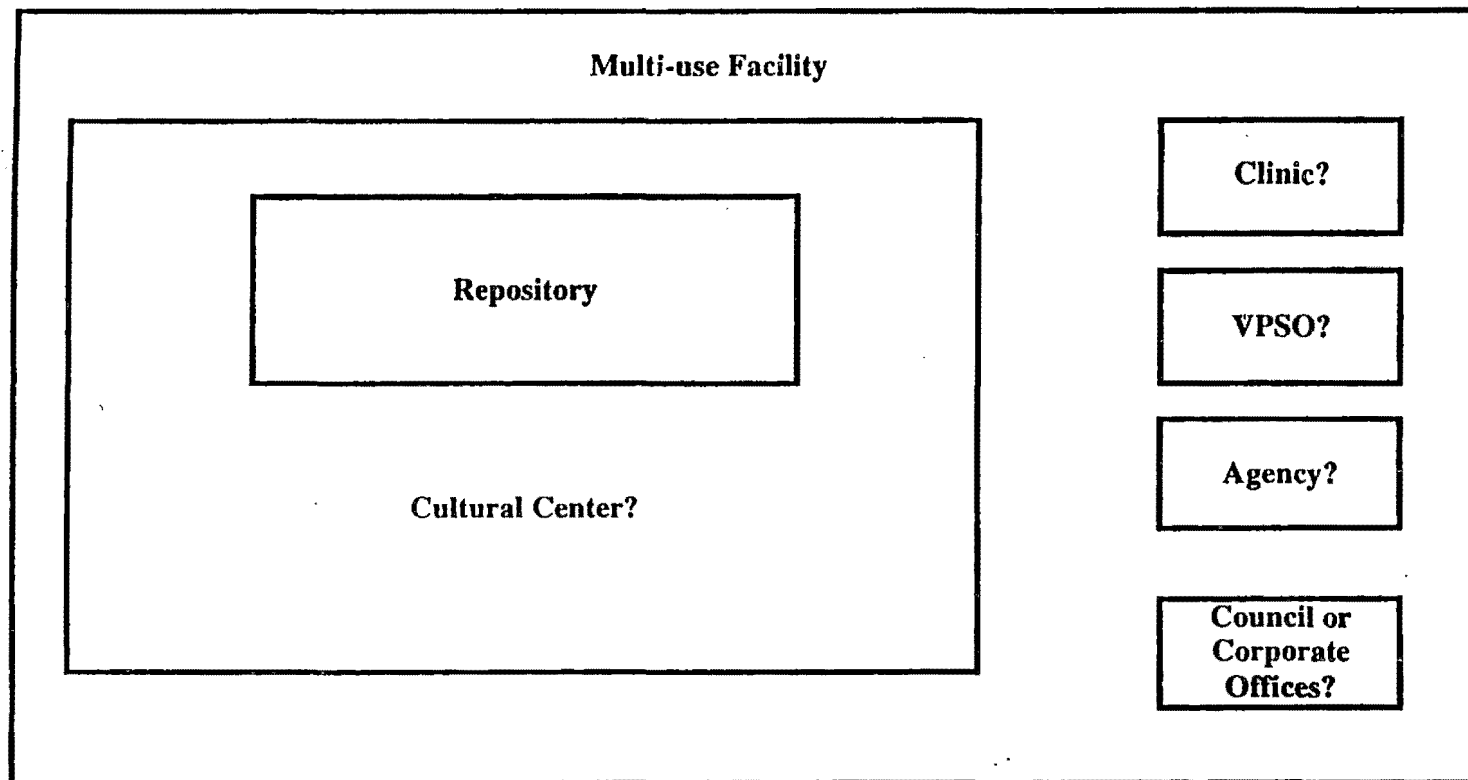 Multi-use Facility
Repository
Cultural Center?
Clinic?
VPSO?
Agency?
Council or
Corporate
Offices?